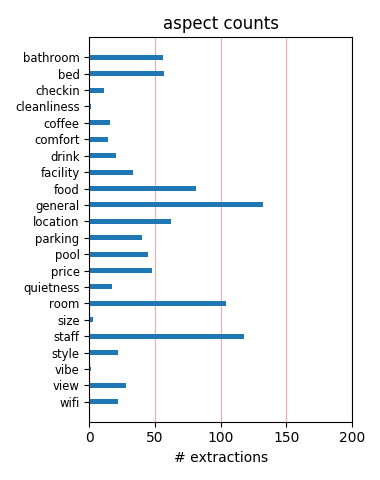 aspect counts
bathroom
bed
checkin
cleanliness
coffee
comfort
drink
facility
food
general
location
parking
pool
price
quietness
room
size
staff
style
vibe
view
wifi
0 50 100 150 200
# extractions